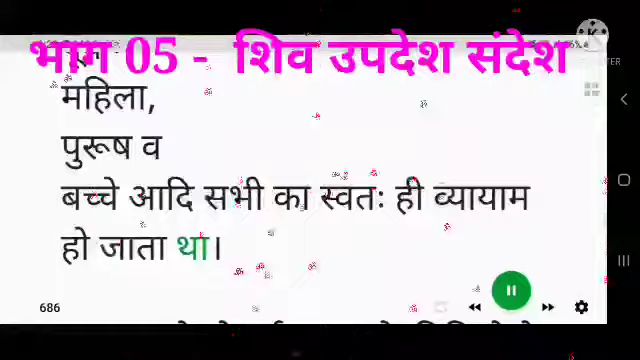 भाग 05 - शिव उपदेश संदेश
महिला,
पुरूष व
बच्चे आदि सभी का स्वतः ही व्यायाम
हो जाता था।
686